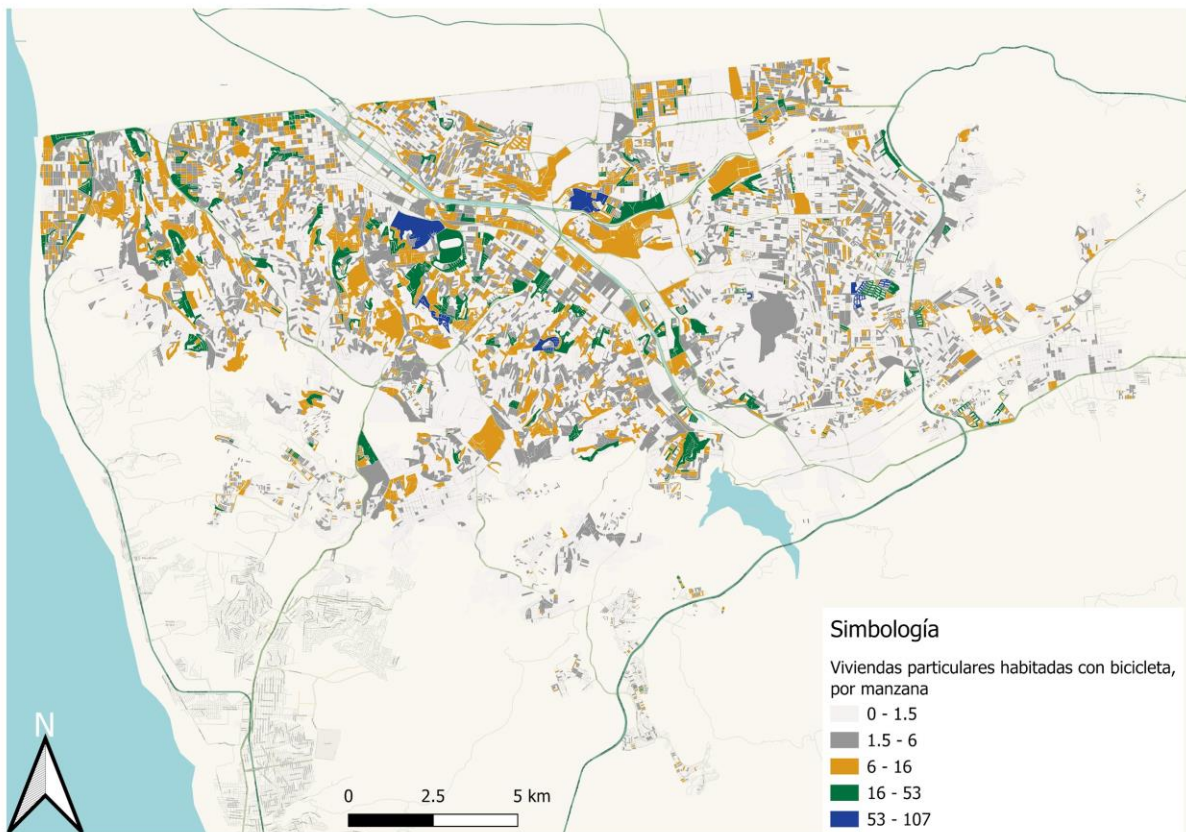 N
0 2.5 5 km
Simbología
Viviendas particulares habitadas con bicicleta,
por manzana
0 - 1.5
1.5 - 6
6 - 16
16 - 53
53 - 107